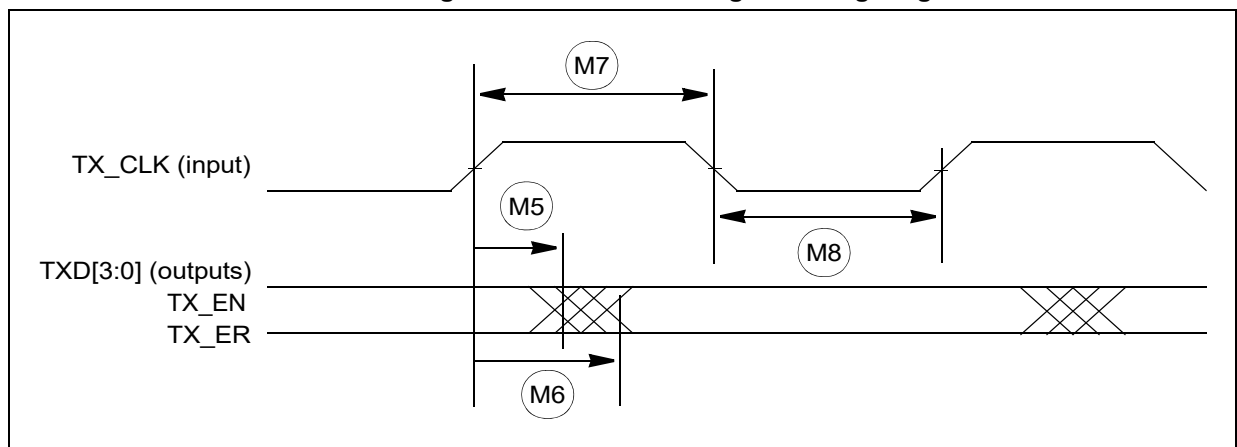 M7
TX_CLK (input)
M5
M8
TXD[3:0] (outputs)
TX_EN
TX_ER
M6